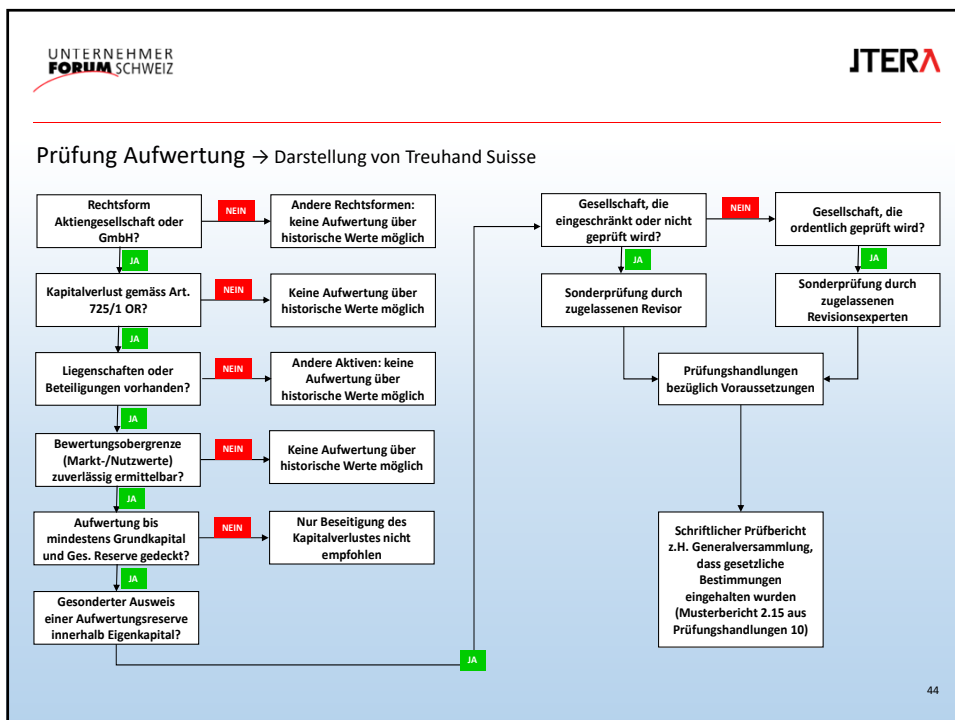 UNTERNEHMER
FORUM SCHWEIZ
ITERA
Prüfung Aufwertung → Darstellung von Treuhand Suisse
Rechtsform
Aktiengesellschaft oder
GmbH?
NEIN
Andere Rechtsformen:
keine Aufwertung über
historische Werte möglich
JA
Kapitalverlust gemäss Art.
725/1 OR?
NEIN
Keine Aufwertung über
historische Werte möglich
JA
Liegenschaften oder
Beteiligungen vorhanden?
NEIN
Andere Aktiven: keine
Aufwertung über
historische Werte möglich
JA
Bewertungsobergrenze
(Markt-/Nutzwerte)
zuverlässig ermittelbar?
NEIN
Keine Aufwertung über
historische Werte möglich
JA
Aufwertung bis
mindestens Grundkapital
und Ges. Reserve gedeckt?
NEIN
Nur Beseitigung des
Kapitalverlustes nicht
empfohlen
JA
Gesonderter Ausweis
einer Aufwertungsreserve
innerhalb Eigenkapital?
JA
Gesellschaft, die
eingeschränkt oder nicht
geprüft wird?
NEIN
Gesellschaft, die
ordentlich geprüft wird?
JA
JA
Sonderprüfung durch
zugelassenen Revisor
Sonderprüfung durch
zugelassenen
Revisionsexperten
Prüfungshandlungen
bezüglich Voraussetzungen
Schriftlicher Prüfbericht
z.H. Generalversammlung,
dass gesetzliche
Bestimmungen
eingehalten wurden
(Musterbericht 2.15 aus
Prüfungshandlungen 10)
44